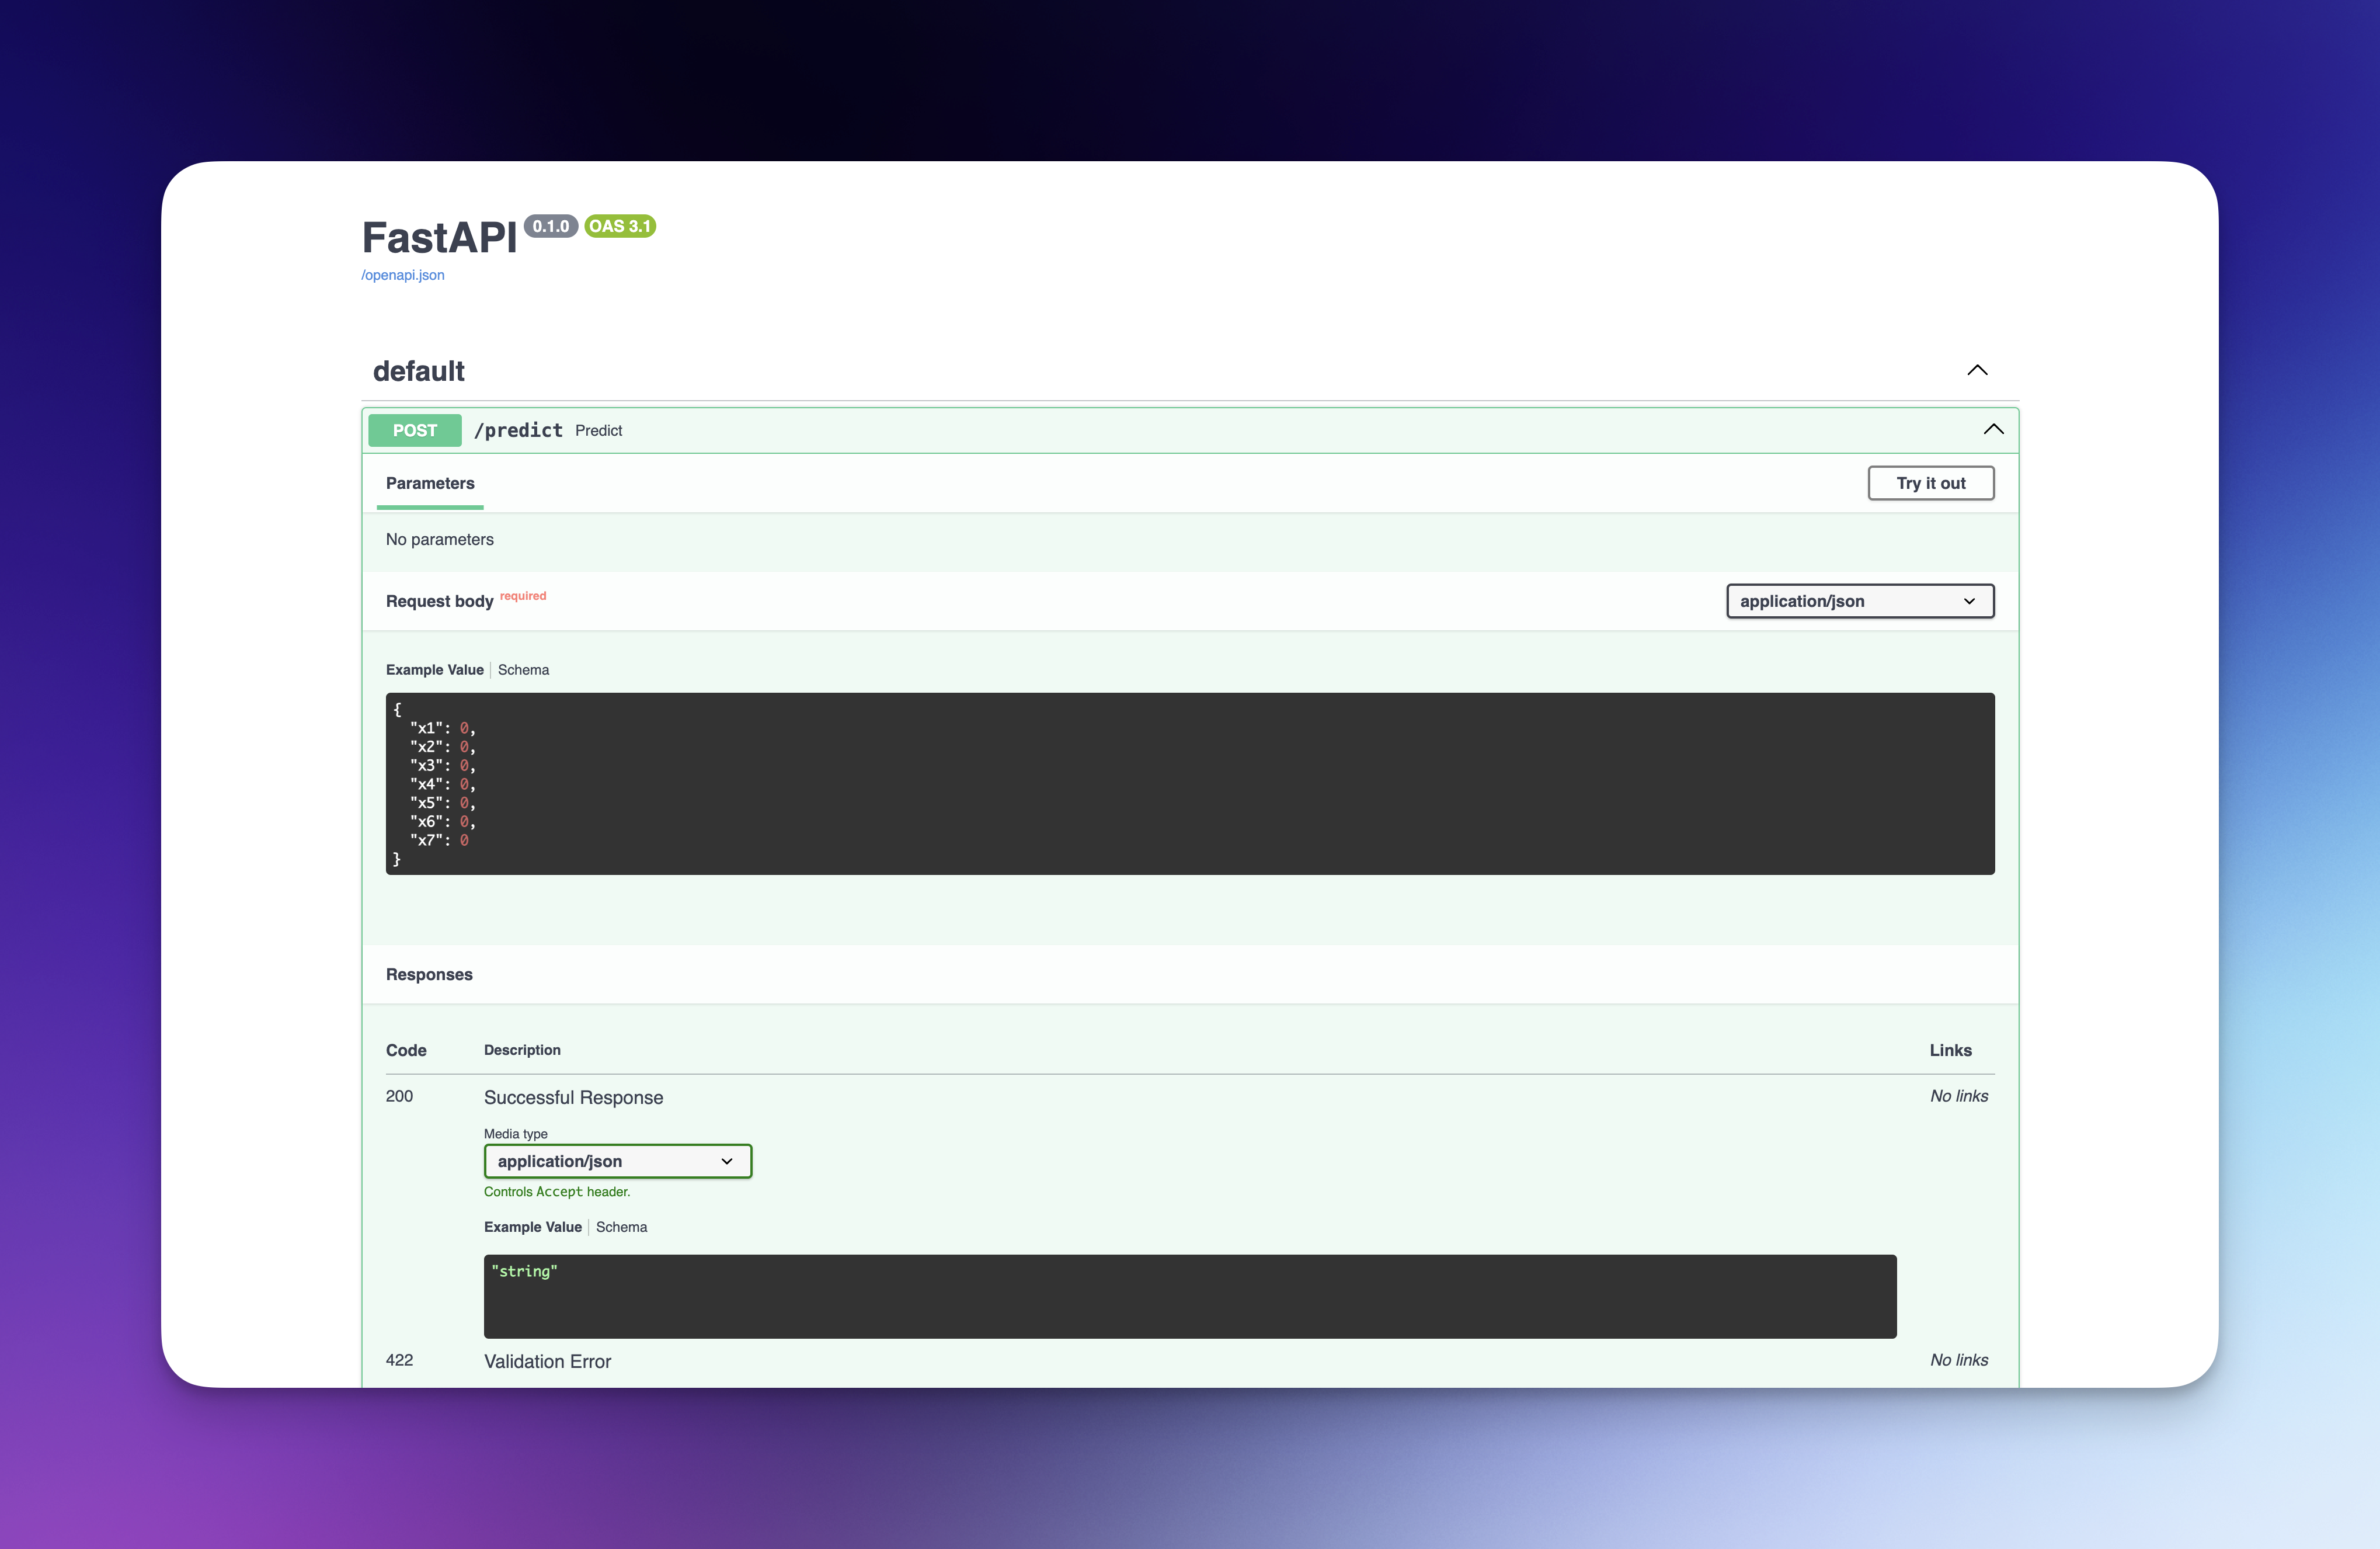 FastAPI 0.1.0 OAS 3.1
/openapi.json
default
POST /predict Predict
Parameters
Try it out
No parameters
Request body required
application/json
Example Value Schema
{
"x1": 0,
"x2": 0,
"x3": 0,
"x4": 0,
"x5": 0,
"x6": 0,
"x7": 0
}
Responses
Code Description Links
200 Successful Response No links
Media type
application/json
Controls Accept header.
Example Value Schema
"string"
422 Validation Error No links